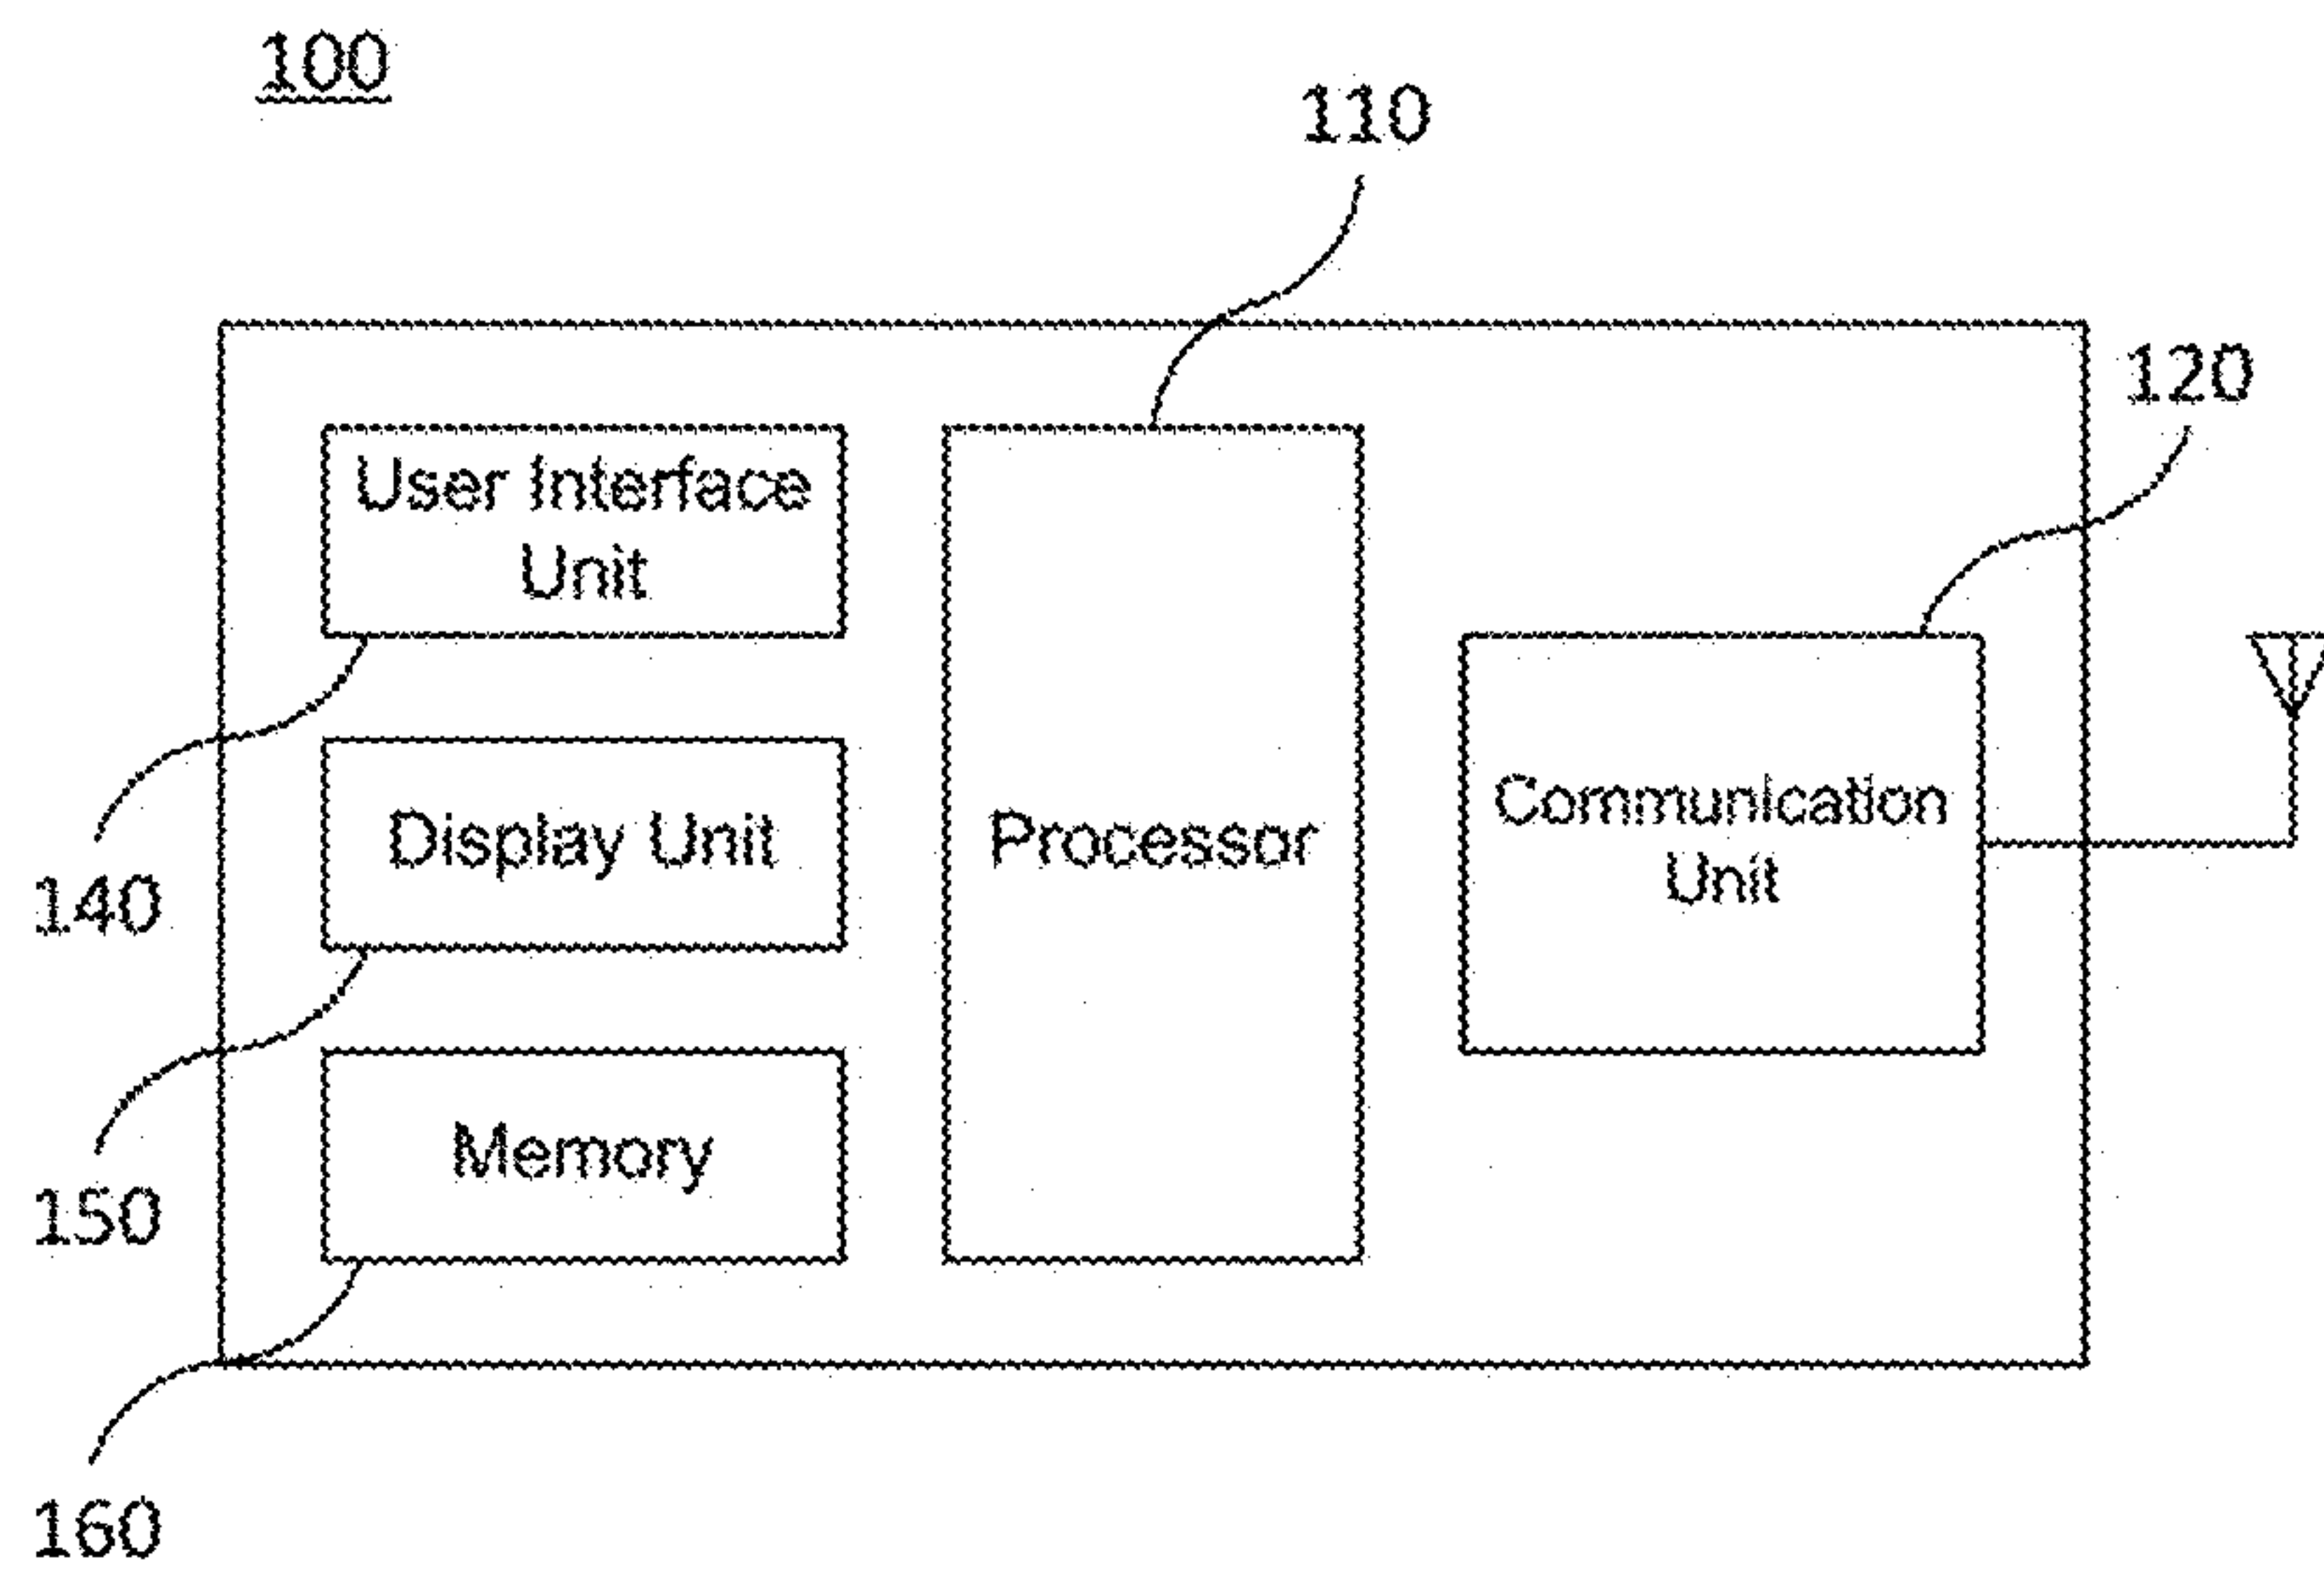 100
110
120
User Interface
Unit
140
Display Unit
150
Memory
160
Processor
Communication
Unit